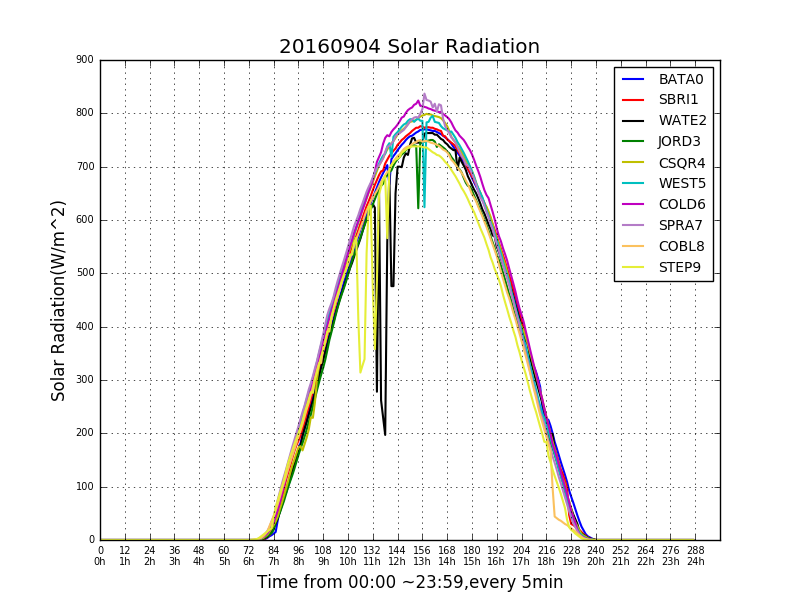 20160904 Solar Radiation
900
800
700
600
500
400
300
200
100
0
Solar Radiation(W/m^2)
BATA0
SBRI1
WATE2
JORD3
CSQR4
WEST5
COLD6
SPRA7
COBL8
STEP9
0 12 24 36 48 60 72 84 96 108 120 132 144 156 168 180 192 204 216 228 240 252 264 276 288
0h 1h 2h 3h 4h 5h 6h 7h 8h 9h 10h 11h 12h 13h 14h 15h 16h 17h 18h 19h 20h 21h 22h 23h 24h
Time from 00:00 ~23:59,every 5min